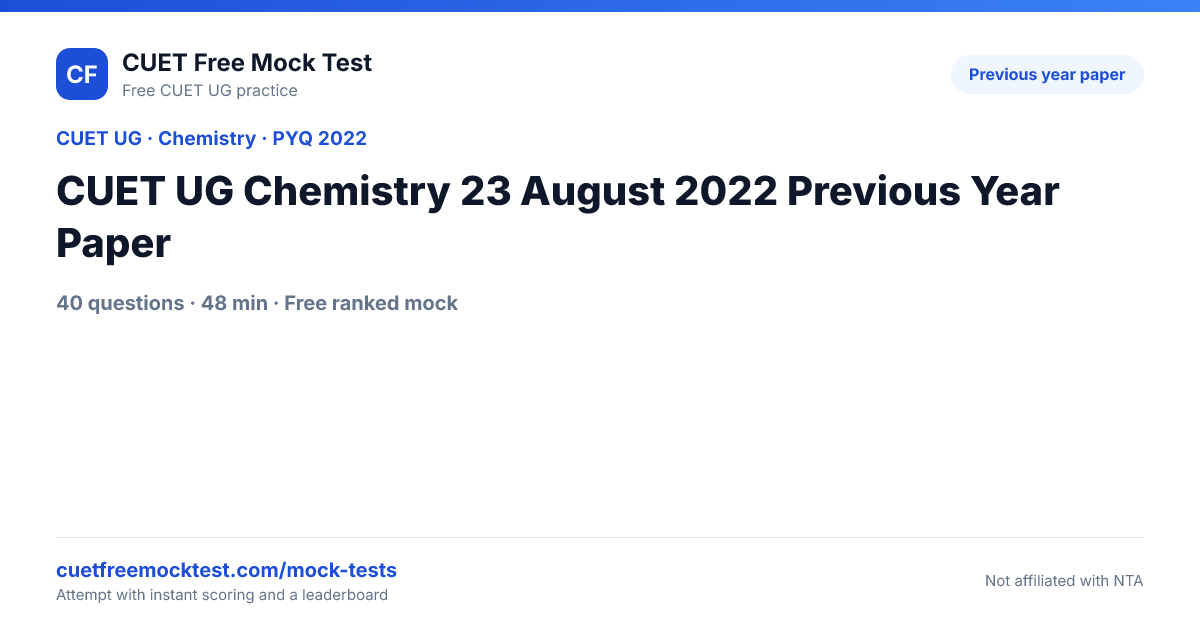 CF
CUET Free Mock Test
Free CUET UG practice
Previous year paper
CUET UG · Chemistry · PYQ 2022
CUET UG Chemistry 23 August 2022 Previous Year
Paper
40 questions · 48 min · Free ranked mock
cuetfreemocktest.com/mock-tests
Attempt with instant scoring and a leaderboard
Not affiliated with NTA